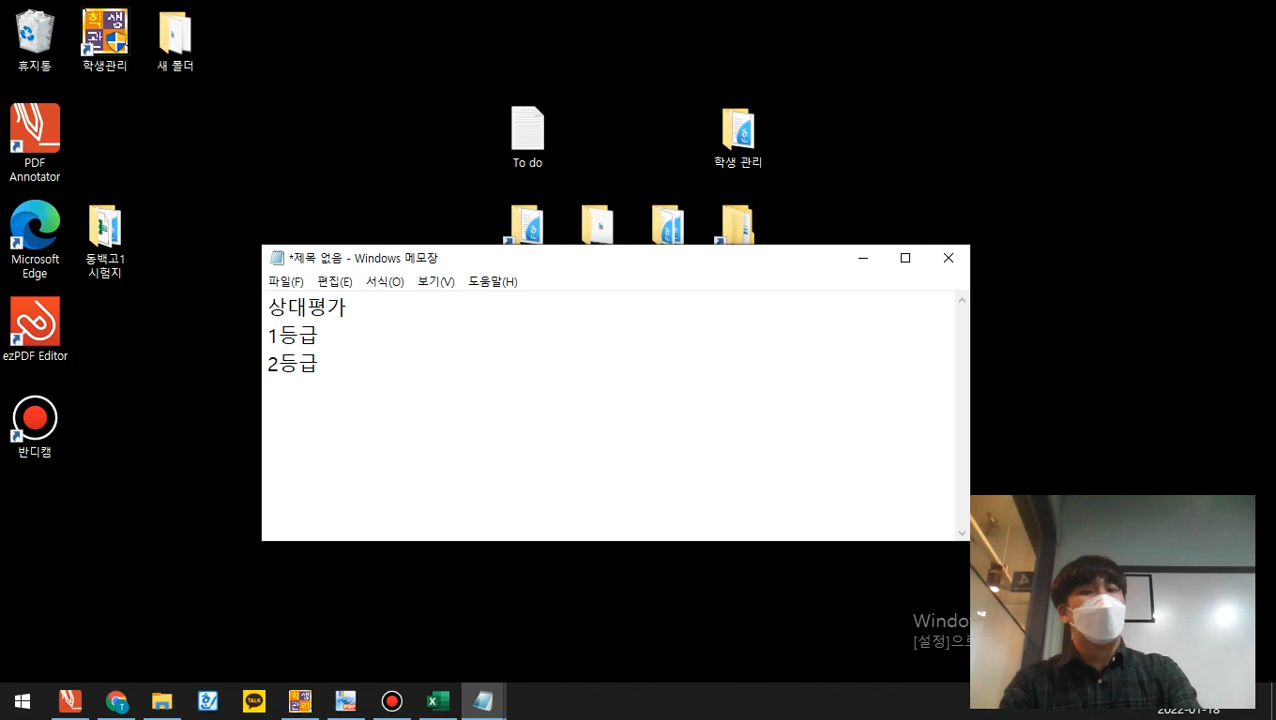 휴지통
학생관리
새 폴더
PDF Annotator
To do
학생 관리
Microsoft Edge
동백고1 시험지
*제목 없음 - Windows 메모장
파일(F) 편집(E) 서식(O) 보기(V) 도움말(H)
상대평가
1등급
2등급
ezPDF Editor
반디캠
4
Windo
[설정]으로
TALK
2022-01-18